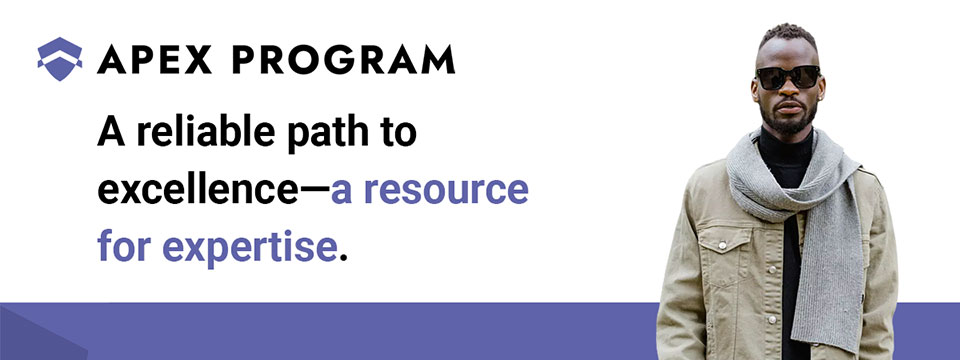 APEX PROGRAM
A reliable path to
excellence—a resource
for expertise.